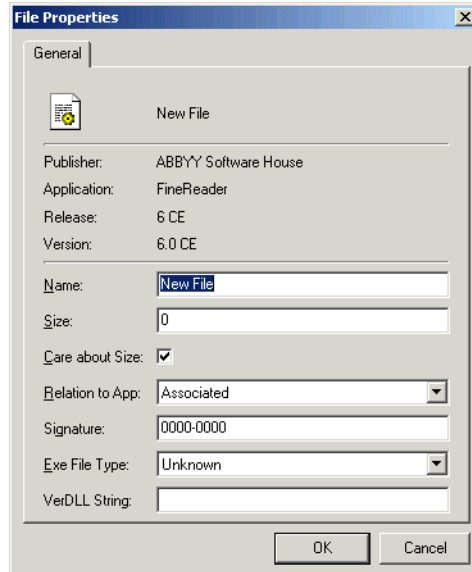 File Properties
General
New File
Publisher: ABBYY Software House
Application: FineReader
Release: 6 CE
Version: 6.0 CE
Name: New File
Size: 0
Care about Size:
Relation to App: Associated
Signature: 0000-0000
Exe File Type: Unknown
VerDLL String:
OK Cancel